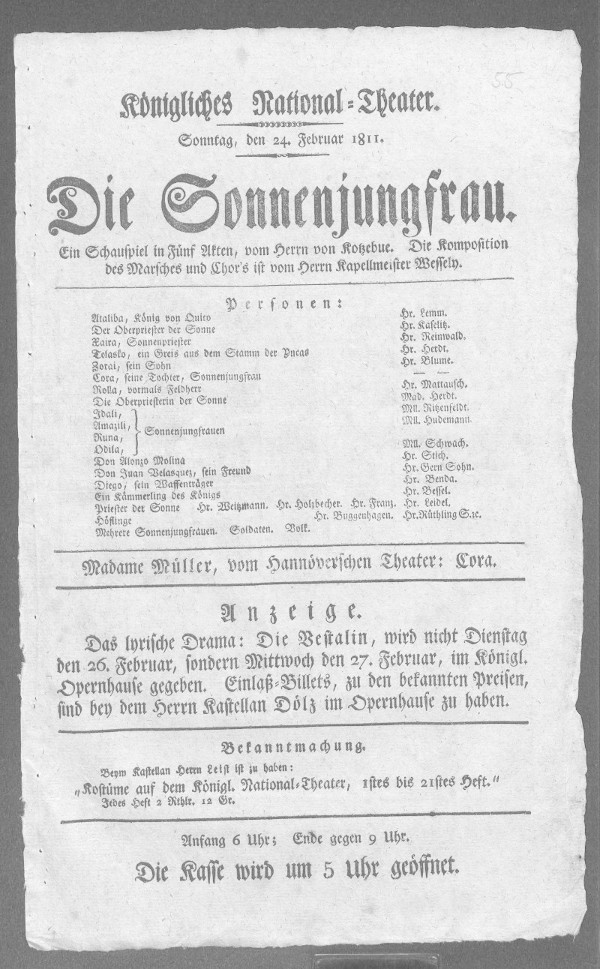 55
Königliches National-Theater.
Sonntag, den 24. Februar 1811.
Die Sonnenjungfrau.
Ein Schauspiel in Fünf Akten, vom Herrn von Kotzebue. Die Komposition
des Marsches und Chor's ist vom Herrn Kapellmeister Wessely.
Personen:
Ataliba, König von Quito Hr. Lemm.
Der Oberpriester der Sonne Hr. Kaselitz.
Xaira, Sonnenpriester Hr. Reinwald.
Telasko, ein Greis aus dem Stamm der Yncas Hr. Herdt.
Zorai, sein Sohn Hr. Blume.
Cora, seine Tochter, Sonnenjungfrau — —
Rolla, vormals Feldherr Hr. Mattausch.
Die Oberpriesterin der Sonne Mad. Herdt.
Idali, Mll. Ritzenfeldt.
Amazili, Mll. Hudemann.
Runa, Sonnenjungfrauen
Odila, Mll. Schwach.
Don Alonzo Molina Hr. Stich.
Don Juan Velasquez, sein Freund Hr. Gern Sohn.
Diego, sein Waffenträger Hr. Benda.
Ein Kämmerling des Königs Hr. Bessel.
Priester der Sonne Hr. Weitzmann. Hr. Holzbecher. Hr. Franz. Hr. Leidel.
Höflinge Hr. Buggenhagen. Hr. Rüthling S. ꝛc.
Mehrere Sonnenjungfrauen. Soldaten. Volk.
Madame Müller, vom Hannöverschen Theater: Cora.
Anzeige.
Das lyrische Drama: Die Vestalin, wird nicht Dienstag
den 26. Februar, sondern Mittwoch den 27. Februar, im Königl.
Opernhause gegeben. Einlaß-Billets, zu den bekannten Preisen,
sind bey dem Herrn Kastellan Dölz im Opernhause zu haben.
Bekanntmachung.
Beym Kastellan Herrn Leist ist zu haben:
„Kostüme auf dem Königl. National-Theater, 1stes bis 21stes Heft."
Jedes Heft 2 Rthlr. 12 Gr.
Anfang 6 Uhr; Ende gegen 9 Uhr.
Die Kasse wird um 5 Uhr geöffnet.